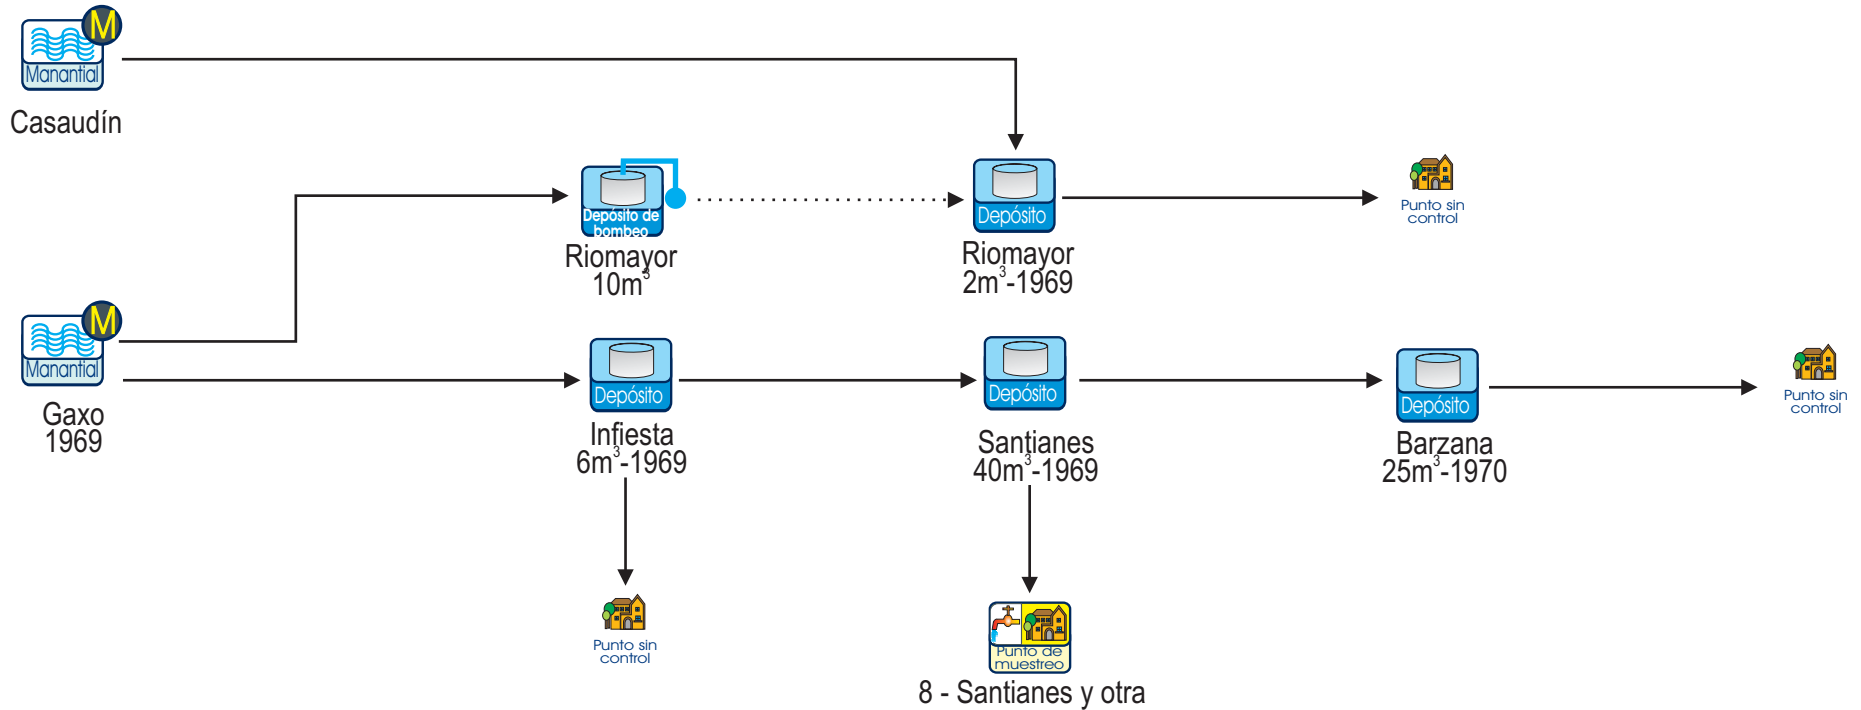 M
Manantial
Casaudín
Depósito de
bombeo
Riomayor
10m³
Depósito
Riomayor
2m³-1969
Punto sin
control
M
Manantial
Gaxo
1969
Depósito
Infiesta
6m³-1969
Depósito
Santianes
40m³-1969
Depósito
Barzana
25m³-1970
Punto sin
control
Punto sin
control
Punto de
muestreo
8 - Santianes y otra